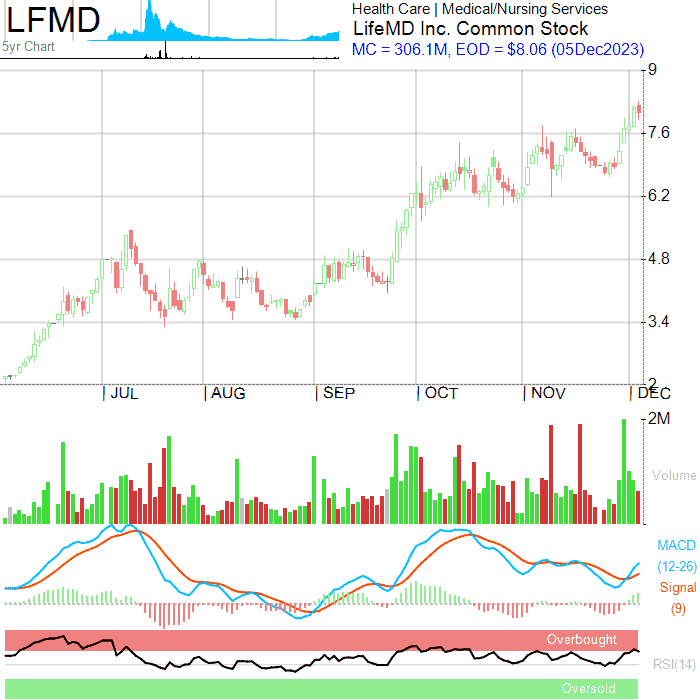 LFMD
5yr Chart
Health Care | Medical/Nursing Services
LifeMD Inc. Common Stock
MC = 306.1M, EOD = $8.06 (05Dec2023)
9
7.6
6.2
4.8
3.4
2
JUL AUG SEP OCT NOV DEC
2M
Volume
MACD
(12-26)
Signal
(9)
Overbought
RSI(14)
Oversold